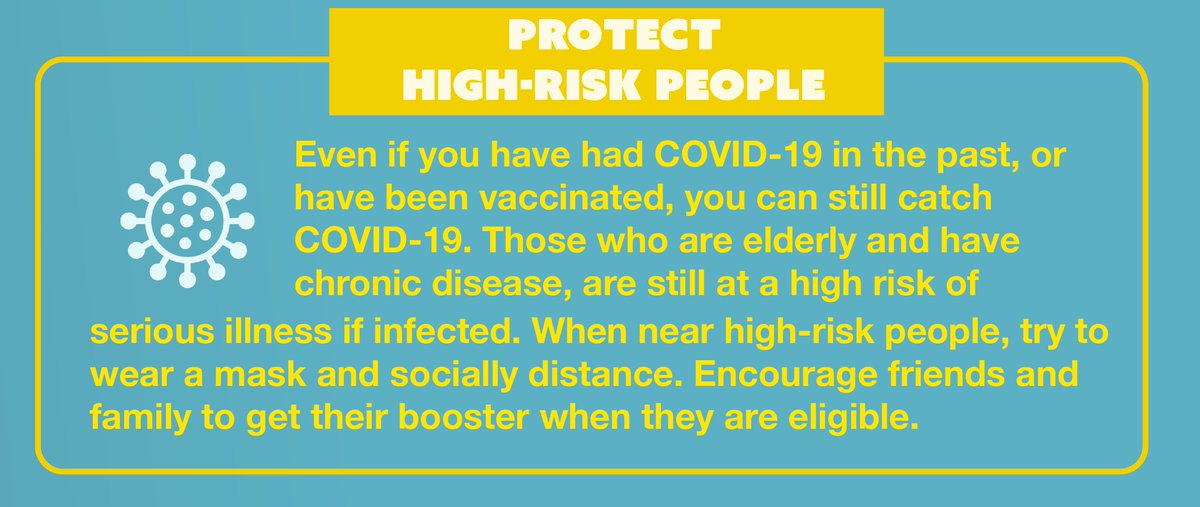 PROTECT
HIGH-RISK PEOPLE
Even if you have had COVID-19 in the past, or
have been vaccinated, you can still catch
COVID-19. Those who are elderly and have
chronic disease, are still at a high risk of
serious illness if infected. When near high-risk people, try to
wear a mask and socially distance. Encourage friends and
family to get their booster when they are eligible.